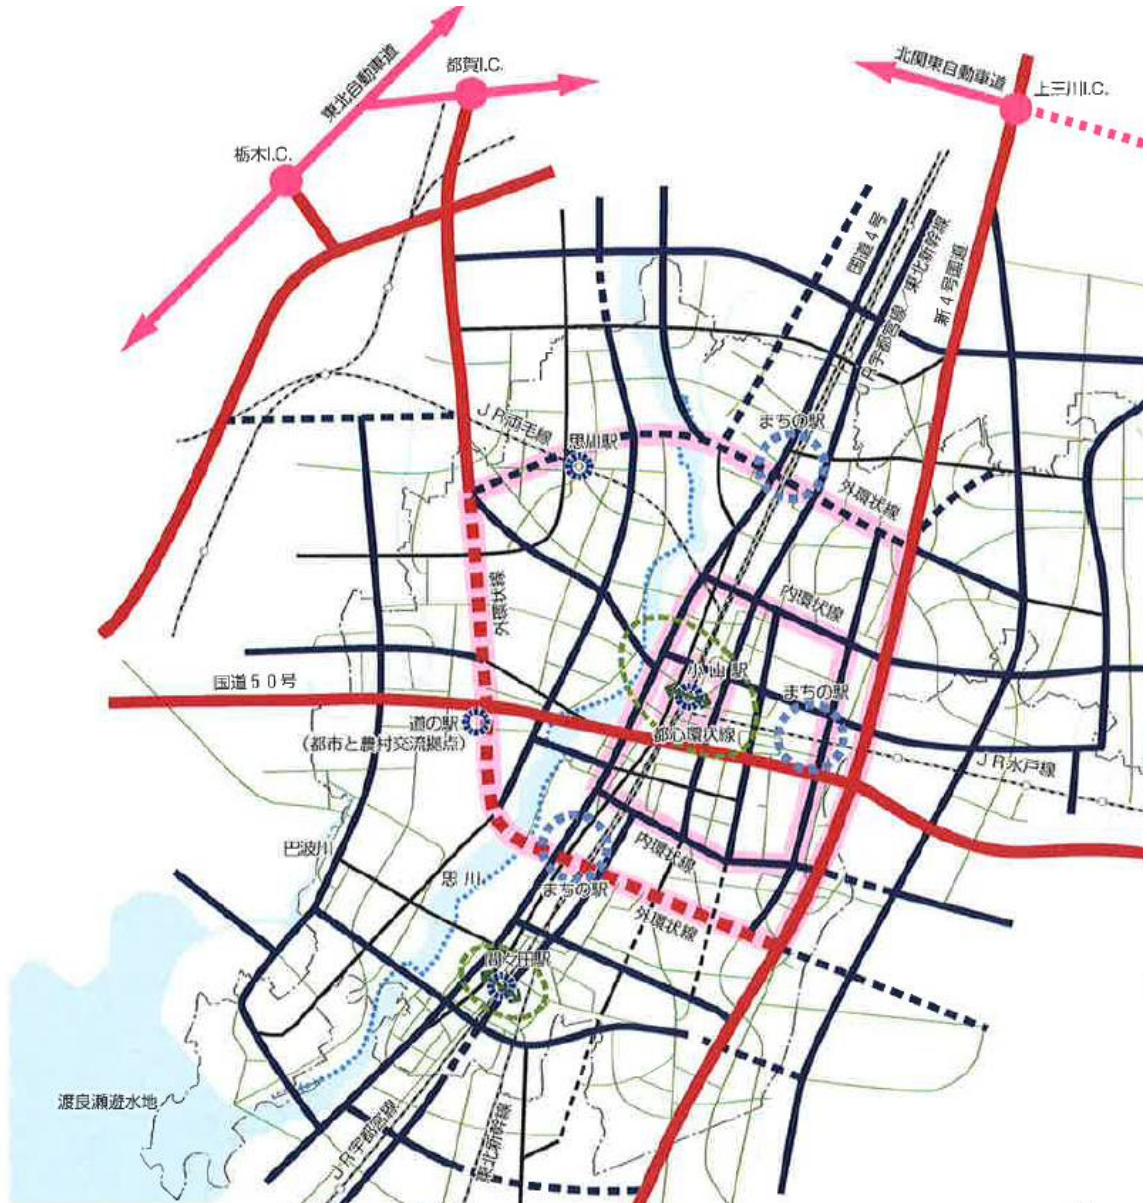 東北自動車道
都賀I.C.
北関東自動車道
上三川I.C.
栃木I.C.
国道4号
JR宇都宮線/東北新幹線
新4号国道
JR両毛線
思川駅
まちの駅
外環状線
外環状線
内環状線
小山駅
まちの駅
国道50号
道の駅
(都市と農村交流拠点)
都心環状線
JR水戸線
巴波川
思川
内環状線
まちの駅
外環状線
間々田駅
渡良瀬遊水地
JR宇都宮線
東北新幹線